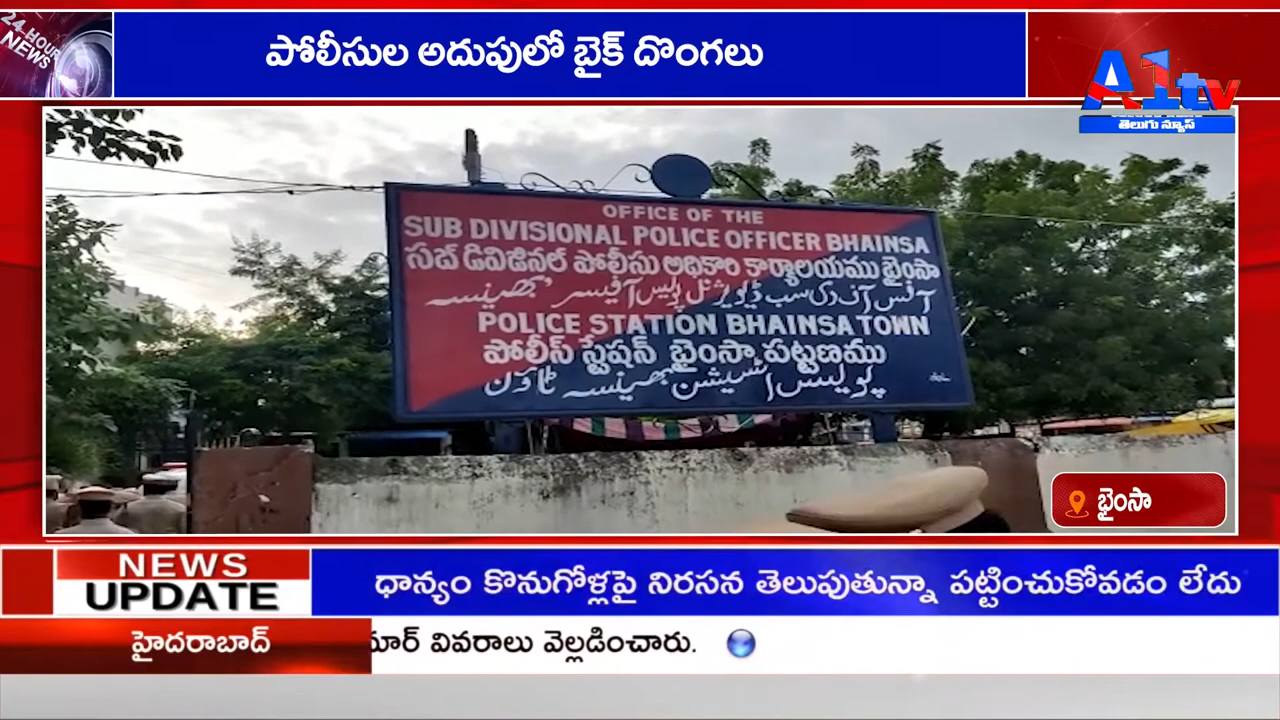 24-HOUR
NEWS
పోలీసుల అదుపులో బైక్ దొంగలు
A1tv
తెలుగు న్యూస్
OFFICE OF THE
SUB DIVISIONAL POLICE OFFICER BHAINSA
సబ్ డివిజినల్ పోలీసు అధికారి కార్యాలయము భైంసా
آفس آف دی سب ڈیویژنل پولیس آفیسر بھینسہ
POLICE STATION BHAINSA TOWN
పోలీస్ స్టేషన్ భైంసా పట్టణము
پولیس اسٹیشن بھینسہ ٹاؤن
భైంసా
NEWS
UPDATE
ధాన్యం కొనుగోళ్లపై నిరసన తెలుపుతున్నా పట్టించుకోవడం లేదు
హైదరాబాద్
మార్ వివరాలు వెల్లడించారు.